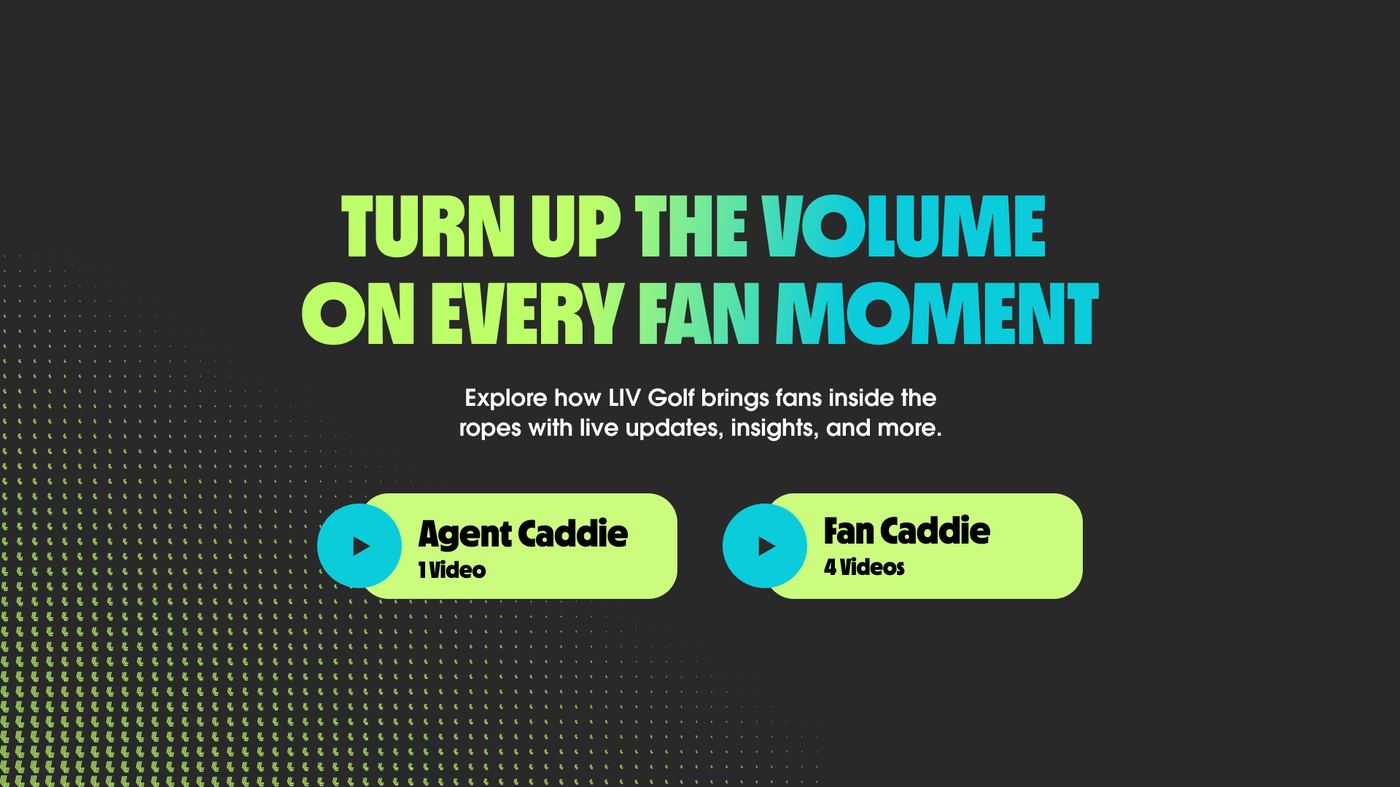 TURN UP THE VOLUME
ON EVERY FAN MOMENT
Explore how LIV Golf brings fans inside the
ropes with live updates, insights, and more.
Agent Caddie
1 Video
Fan Caddie
4 Videos